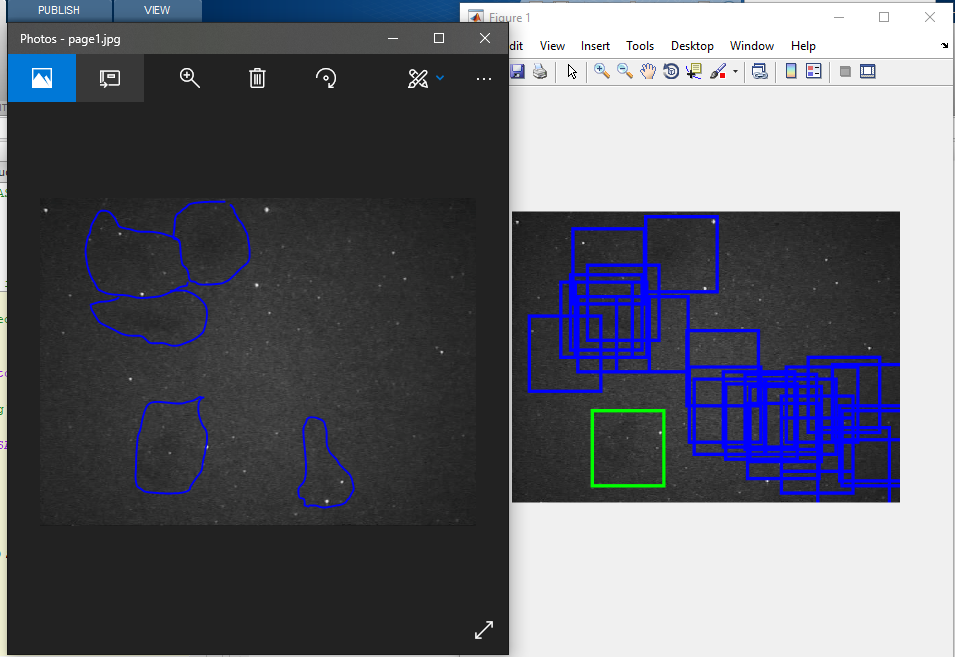 PUBLISH VIEW
Figure 1
Photos - page1.jpg
dit View Insert Tools Desktop Window Help